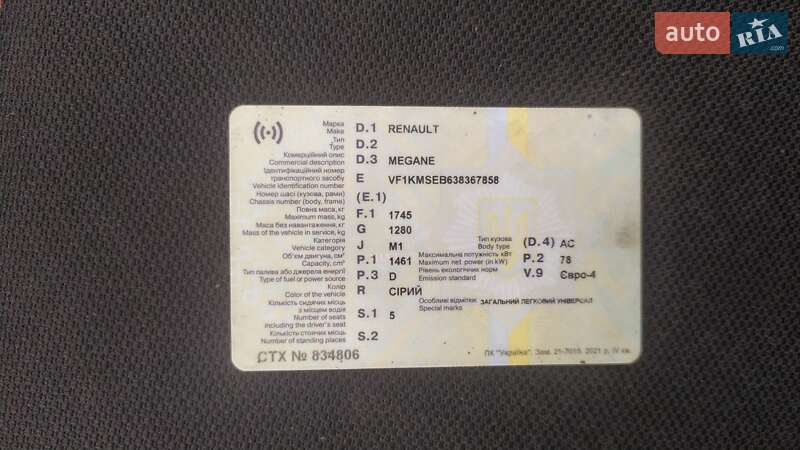 auto RIA.com
Марка
Make D.1 RENAULT
Тип
Type D.2
Комерційний опис
Commercial description D.3 MEGANE
Ідентифікаційний номер
транспортного засобу
Vehicle identification number E VF1KMSEB638367858
Номер шасі (кузова, рами)
Chassis number (body, frame) (E.1)
Повна маса, кг
Maximum mass, kg F.1 1745
Маса без навантаження, кг
Mass of the vehicle in service, kg G 1280
Категорія
Vehicle category J M1
Тип кузова
Body type (D.4) АС
Об'єм двигуна, см³
Capacity, cm³ P.1 1461
Максимальна потужність кВт
Maximum net power (in kW) P.2 78
Тип палива або джерела енергії
Type of fuel or power source P.3 D
Рівень екологічних норм
Emission standard V.9 Євро-4
Колір
Color of the vehicle R СІРИЙ
Особливі відмітки
Special marks ЗАГАЛЬНИЙ ЛЕГКОВИЙ УНІВЕРСАЛ
Кількість сидячих місць
з місцем водія
Number of seats
including the driver's seat S.1 5
Кількість стоячих місць
Number of standing places S.2
СТХ № 834806
ПК "Україна". Зам. 21-7015. 2021 р. IV кв.